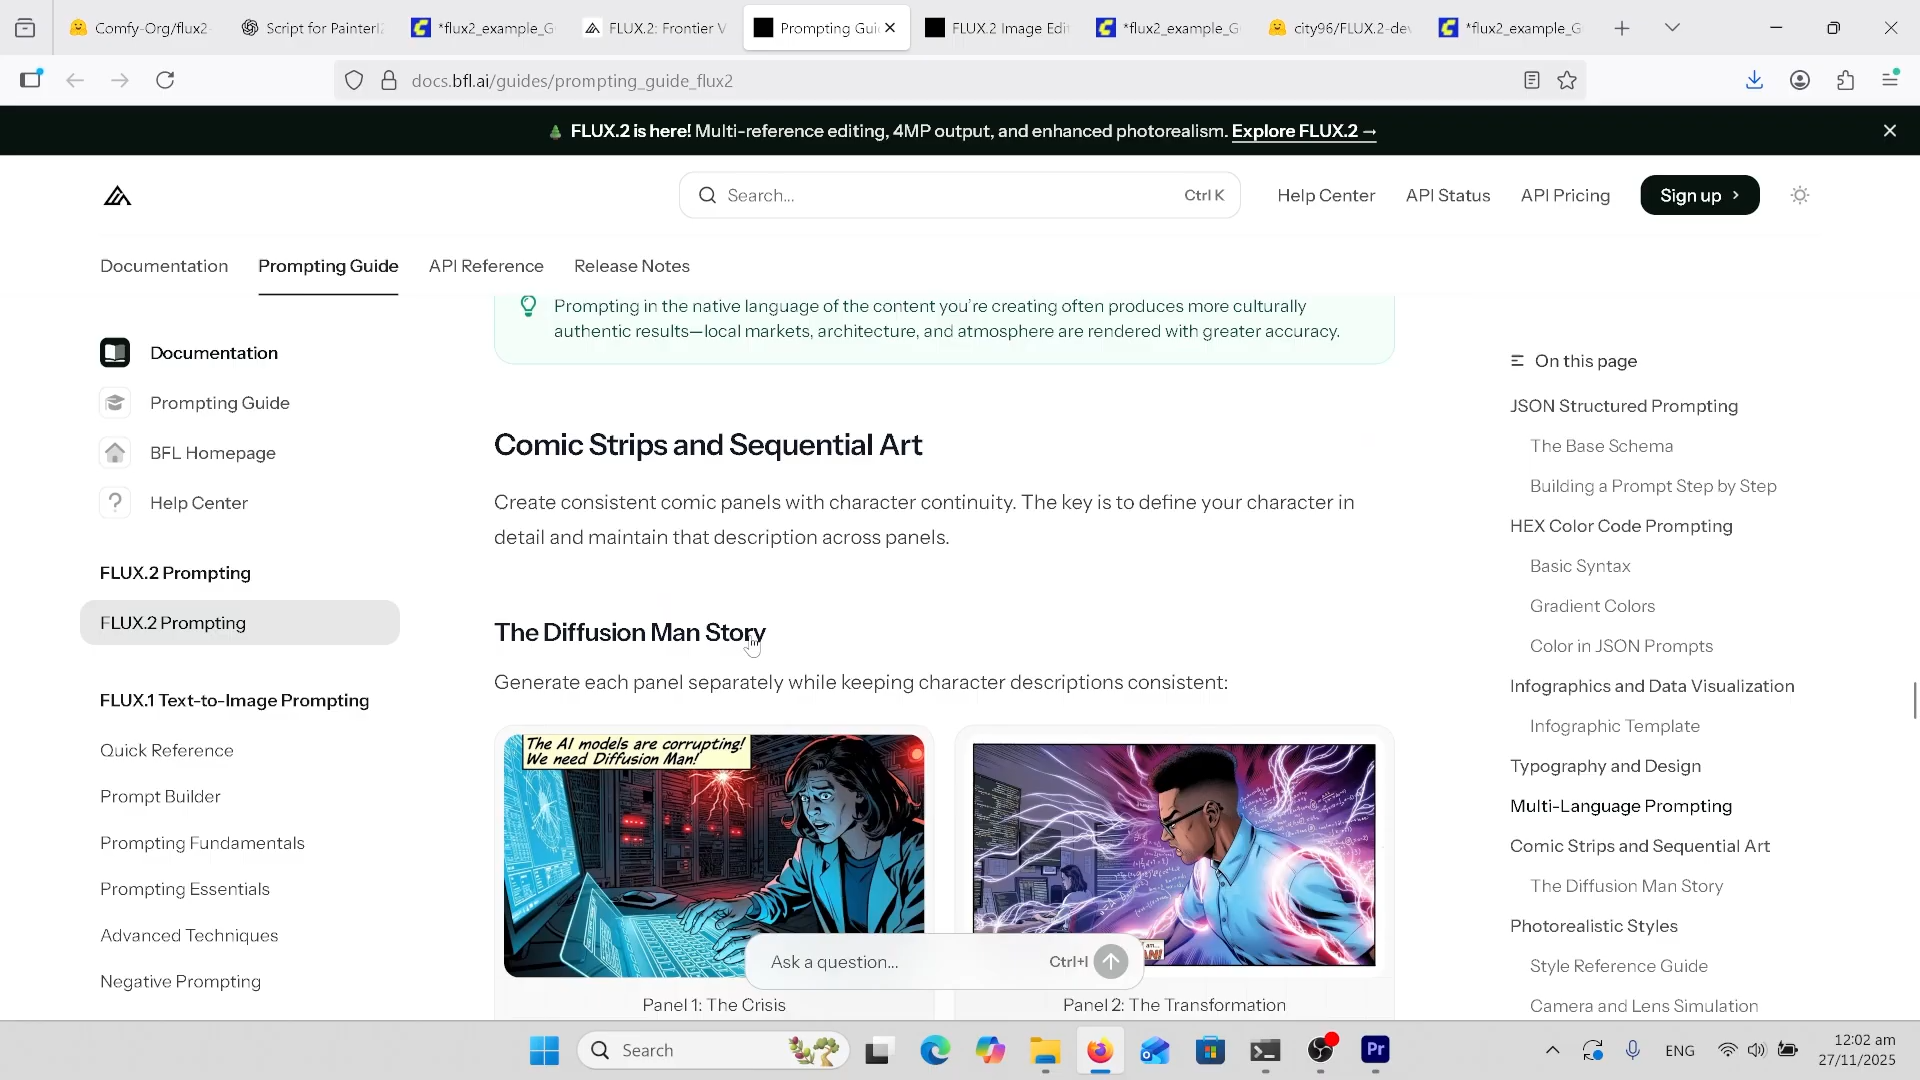 Comfy-Org/flux2-
Script for PainterI2
*flux2_example_G
FLUX.2: Frontier V
Prompting Guid
FLUX.2 Image Edit
*flux2_example_G
city96/FLUX.2-dev
*flux2_example_G
docs.bfl.ai/guides/prompting_guide_flux2
FLUX.2 is here! Multi-reference editing, 4MP output, and enhanced photorealism. Explore FLUX.2 →
Search...
Ctrl K
Help Center
API Status
API Pricing
Sign up
Documentation
Prompting Guide
API Reference
Release Notes
Documentation
Prompting Guide
BFL Homepage
Help Center
FLUX.2 Prompting
FLUX.2 Prompting
FLUX.1 Text-to-Image Prompting
Quick Reference
Prompt Builder
Prompting Fundamentals
Prompting Essentials
Advanced Techniques
Negative Prompting
Prompting in the native language of the content you're creating often produces more culturally
authentic results—local markets, architecture, and atmosphere are rendered with greater accuracy.
Comic Strips and Sequential Art
Create consistent comic panels with character continuity. The key is to define your character in
detail and maintain that description across panels.
The Diffusion Man Story
Generate each panel separately while keeping character descriptions consistent:
The AI models are corrupting!
We need Diffusion Man!
Panel 1: The Crisis
Panel 2: The Transformation
Ask a question...
Ctrl+I
On this page
JSON Structured Prompting
The Base Schema
Building a Prompt Step by Step
HEX Color Code Prompting
Basic Syntax
Gradient Colors
Color in JSON Prompts
Infographics and Data Visualization
Infographic Template
Typography and Design
Multi-Language Prompting
Comic Strips and Sequential Art
The Diffusion Man Story
Photorealistic Styles
Style Reference Guide
Camera and Lens Simulation
Search
Pr
ENG
12:02 am
27/11/2025